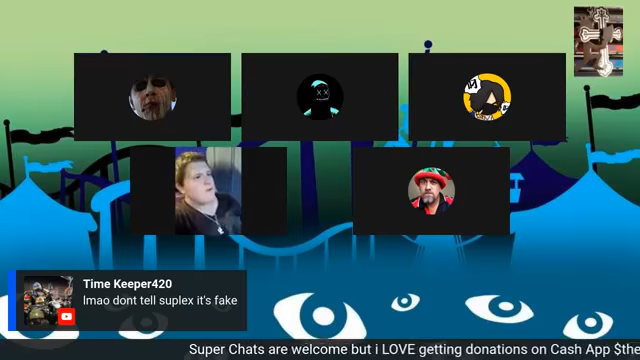 Time Keeper420
lmao dont tell suplex it's fake
Super Chats are welcome but i LOVE getting donations on Cash App $the